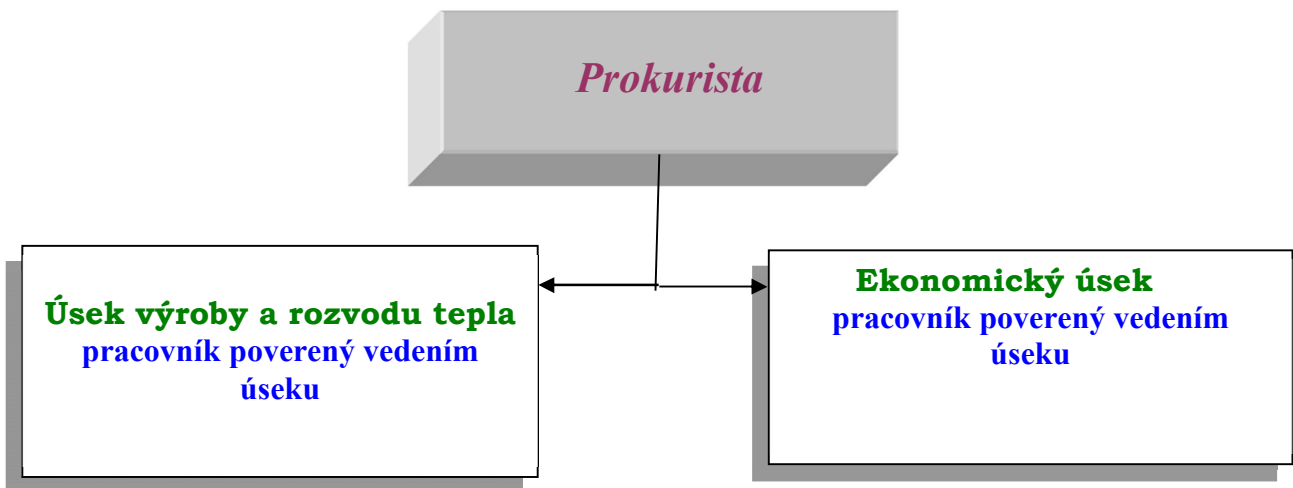 Prokurista
Úsek výroby a rozvodu tepla
pracovník poverený vedením
úseku
Ekonomický úsek
pracovník poverený vedením
úseku